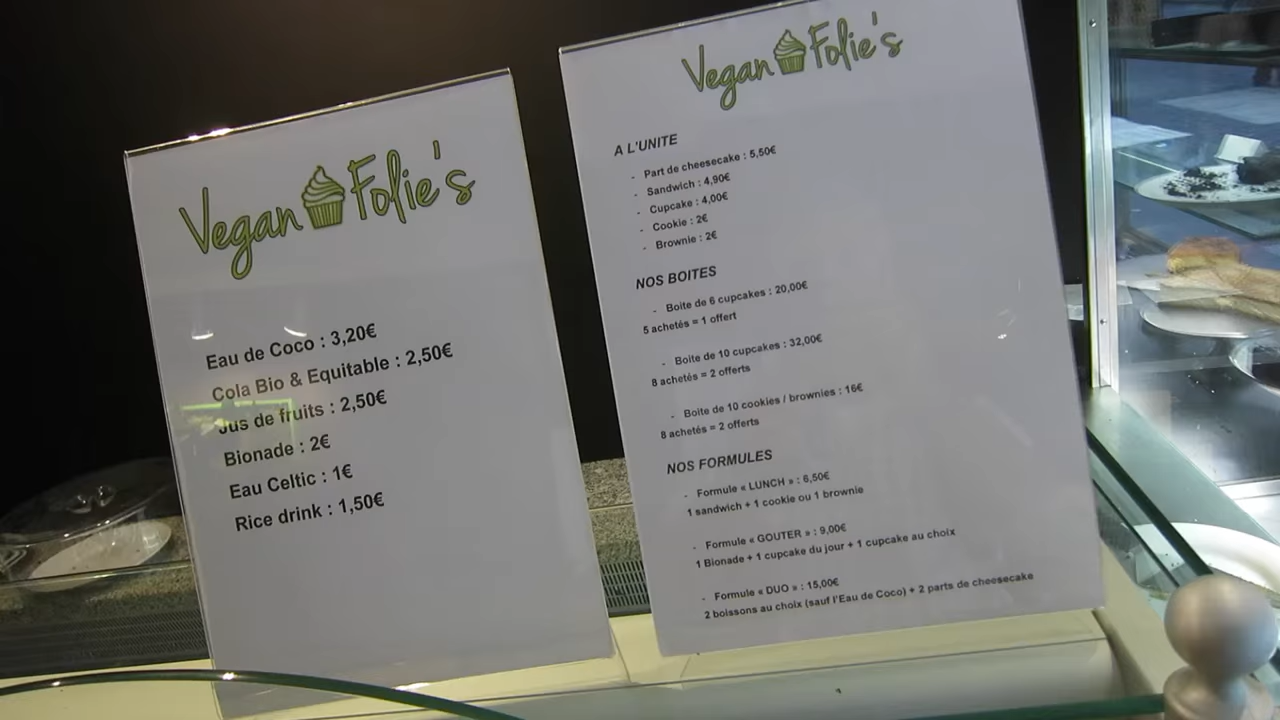 Vegan Folie's
Eau de Coco : 3,20€
Cola Bio & Equitable : 2,50€
Jus de fruits : 2,50€
Bionade : 2€
Eau Celtic : 1€
Rice drink : 1,50€
Vegan Folie's
A L'UNITE
- Part de cheesecake : 5,50€
- Sandwich : 4,90€
- Cupcake : 4,00€
- Cookie : 2€
- Brownie : 2€
NOS BOITES
- Boite de 6 cupcakes : 20,00€
5 achetés = 1 offert
- Boite de 10 cupcakes : 32,00€
8 achetés = 2 offerts
- Boite de 10 cookies / brownies : 16€
8 achetés = 2 offerts
NOS FORMULES
- Formule « LUNCH » : 6,50€
1 sandwich + 1 cookie ou 1 brownie
- Formule « GOUTER » : 9,00€
1 Bionade + 1 cupcake du jour + 1 cupcake au choix
- Formule « DUO » : 15,00€
2 boissons au choix (sauf l'Eau de Coco) + 2 parts de cheesecake